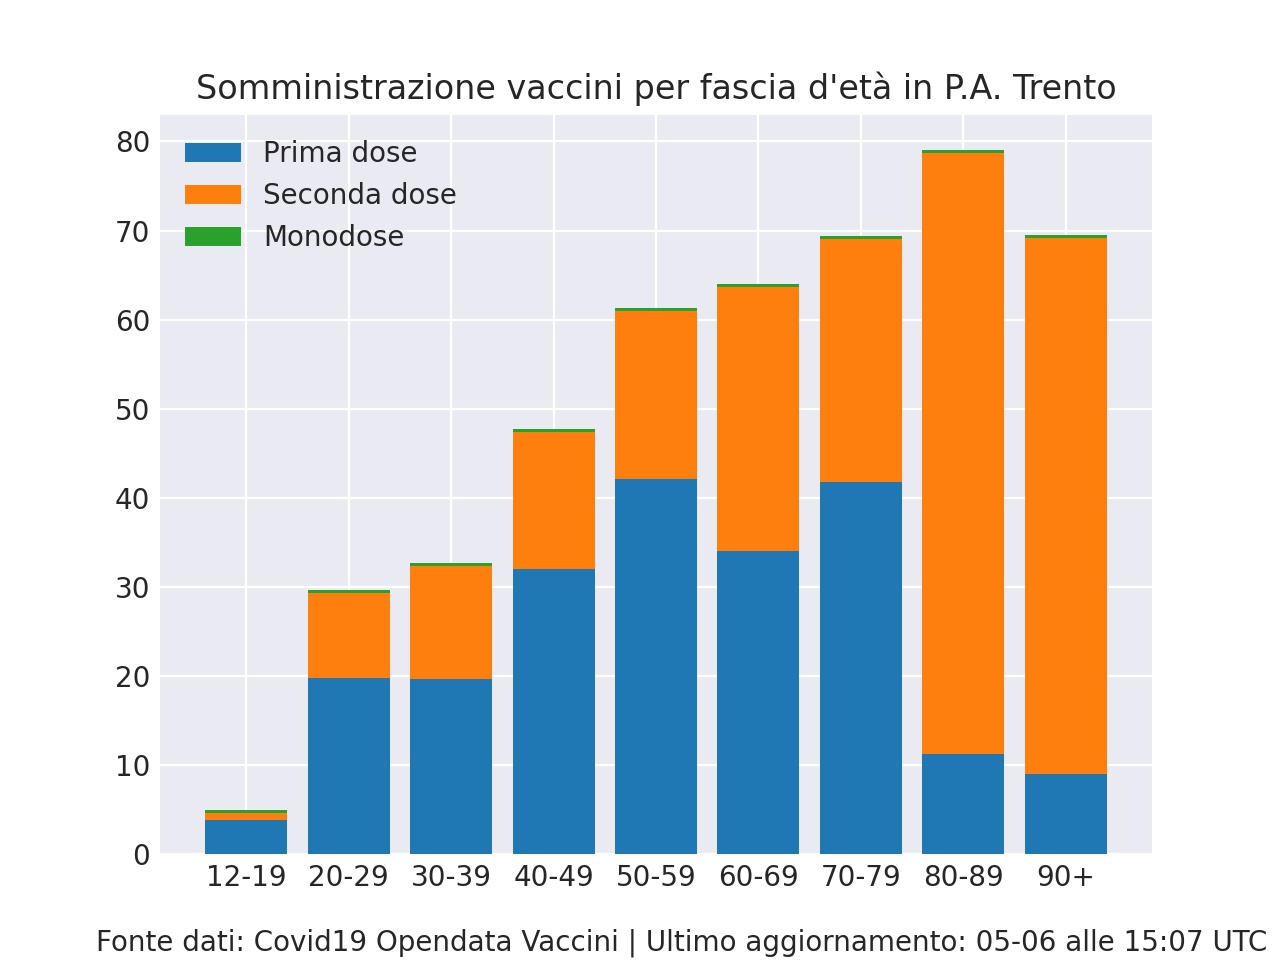 Somministrazione vaccini per fascia d'età in P.A. Trento
Prima dose
Seconda dose
Monodose
80
70
60
50
40
30
20
10
0
12-19 20-29 30-39 40-49 50-59 60-69 70-79 80-89 90+
Fonte dati: Covid19 Opendata Vaccini | Ultimo aggiornamento: 05-06 alle 15:07 UTC